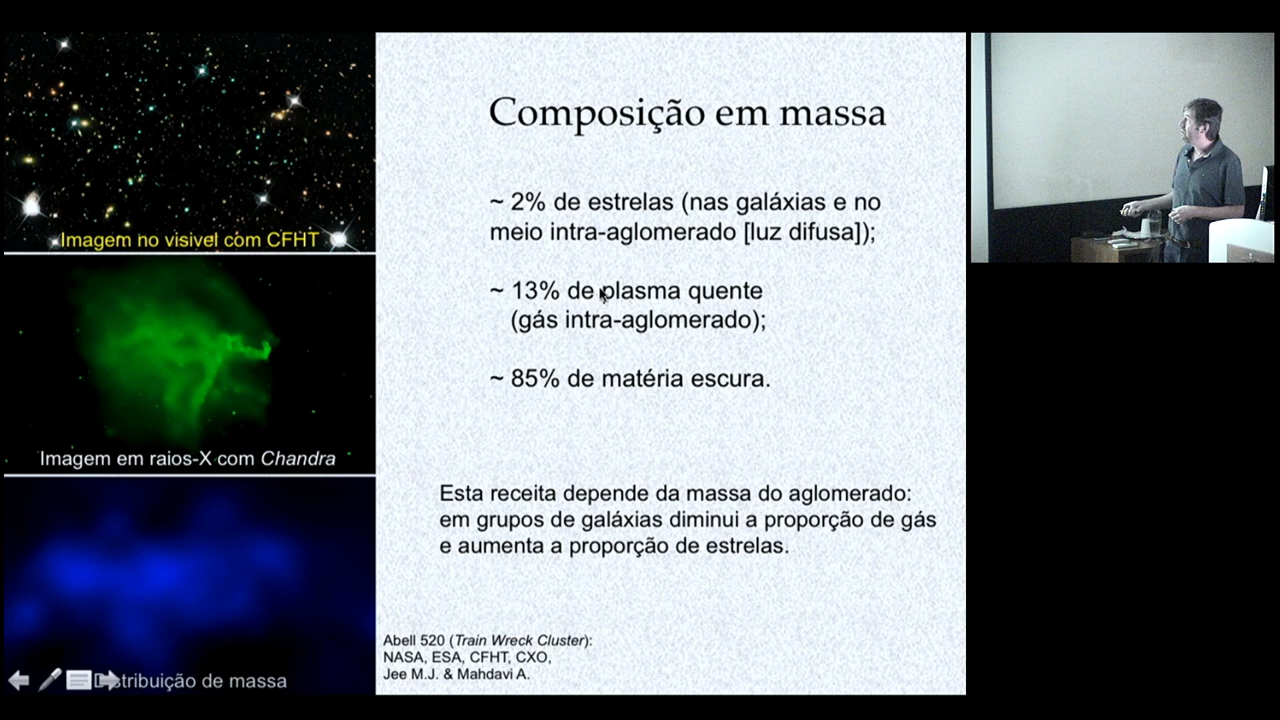 Imagem no visivel com CFHT
Imagem em raios-X com Chandra
Distribuição de massa
Composição em massa
~ 2% de estrelas (nas galáxias e no
meio intra-aglomerado [luz difusa]);
~ 13% de plasma quente
(gás intra-aglomerado);
~ 85% de matéria escura.
Esta receita depende da massa do aglomerado:
em grupos de galáxias diminui a proporção de gás
e aumenta a proporção de estrelas.
Abell 520 (Train Wreck Cluster):
NASA, ESA, CFHT, CXO,
Jee M.J. & Mahdavi A.